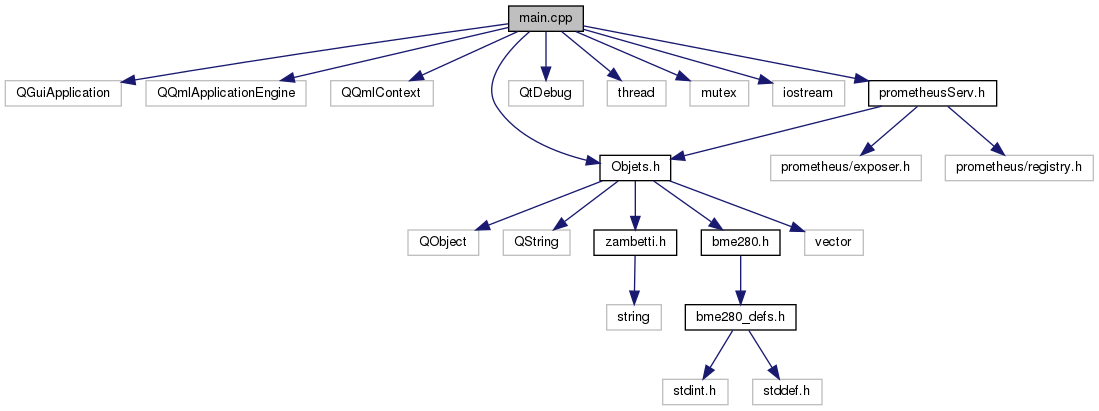 main.cpp
QGuiApplication
QQmlApplicationEngine
QQmlContext
QtDebug
thread
mutex
iostream
prometheusServ.h
Objets.h
prometheus/exposer.h
prometheus/registry.h
QObject
QString
zambetti.h
bme280.h
vector
string
bme280_defs.h
stdint.h
stddef.h